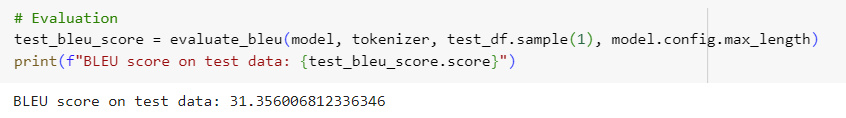 # Evaluation
test_bleu_score = evaluate_bleu(model, tokenizer, test_df.sample(1), model.config.max_length)
print(f"BLEU score on test data: {test_bleu_score.score}")
BLEU score on test data: 31.356006812336346